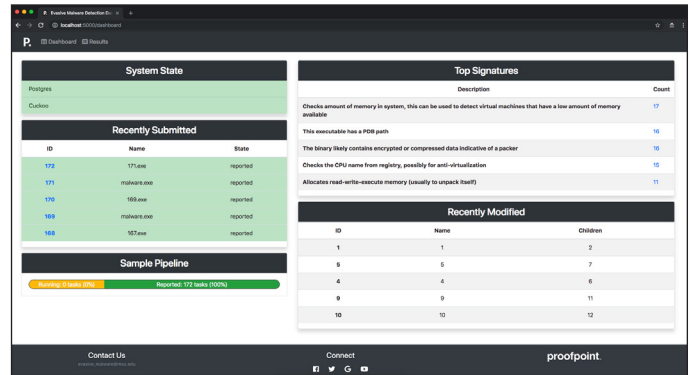 P. Evasive Malware Detection Da
localhost:5000/dashboard
P. Dashboard Results
System State
Postgres
Cuckoo
Recently Submitted
ID Name State
172 171.exe reported
171 malware.exe reported
170 169.exe reported
169 malware.exe reported
168 167.exe reported
Sample Pipeline
Running: 0 tasks (0%) Reported: 172 tasks (100%)
Top Signatures
Description Count
Checks amount of memory in system, this can be used to detect virtual machines that have a low amount of memory 17
available
This executable has a PDB path 16
The binary likely contains encrypted or compressed data indicative of a packer 16
Checks the CPU name from registry, possibly for anti-virtualization 15
Allocates read-write-execute memory (usually to unpack itself) 11
Recently Modified
ID Name Children
1 1 2
5 5 7
4 4 6
9 9 11
10 10 12
Contact Us
Connect
proofpoint.